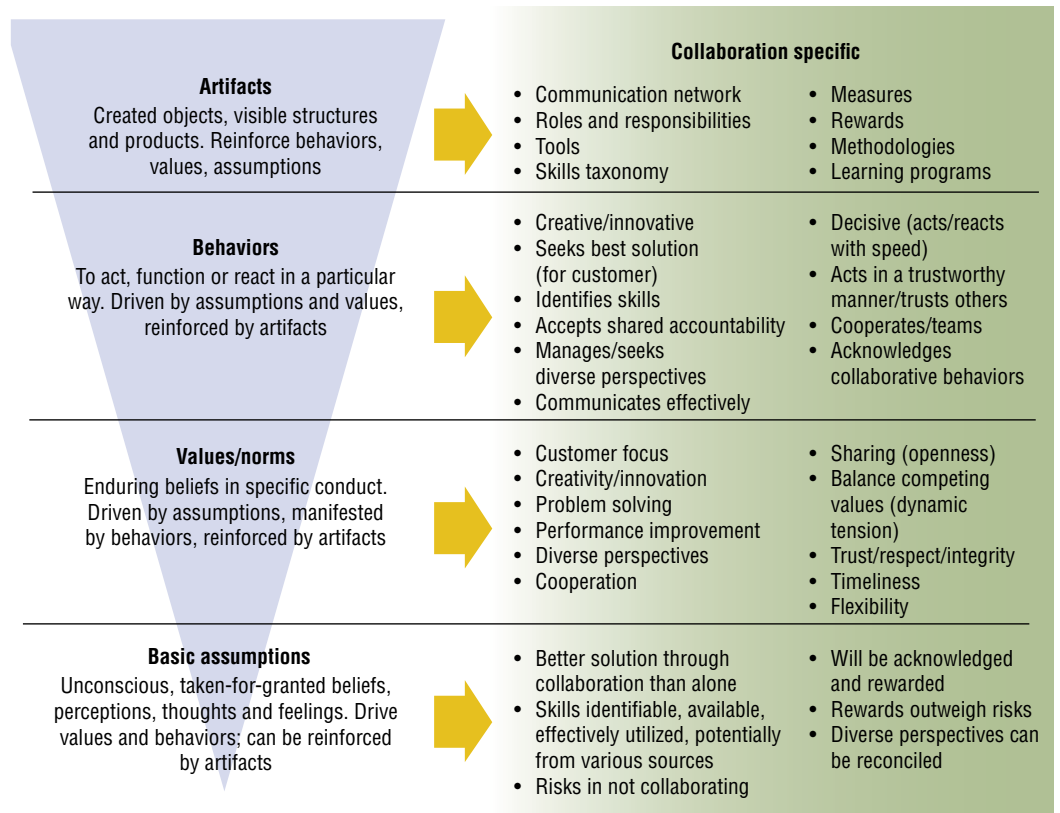 Collaboration specific
Artifacts
Created objects, visible structures
and products. Reinforce behaviors,
values, assumptions
• Communication network
• Roles and responsibilities
• Tools
• Skills taxonomy
• Measures
• Rewards
• Methodologies
• Learning programs
Behaviors
To act, function or react in a particular
way. Driven by assumptions and values,
reinforced by artifacts
• Creative/innovative
• Seeks best solution
(for customer)
• Identifies skills
• Accepts shared accountability
• Manages/seeks
diverse perspectives
• Communicates effectively
• Decisive (acts/reacts
with speed)
• Acts in a trustworthy
manner/trusts others
• Cooperates/teams
• Acknowledges
collaborative behaviors
Values/norms
Enduring beliefs in specific conduct.
Driven by assumptions, manifested
by behaviors, reinforced by artifacts
• Customer focus
• Creativity/innovation
• Problem solving
• Performance improvement
• Diverse perspectives
• Cooperation
• Sharing (openness)
• Balance competing
values (dynamic
tension)
• Trust/respect/integrity
• Timeliness
• Flexibility
Basic assumptions
Unconscious, taken-for-granted beliefs,
perceptions, thoughts and feelings. Drive
values and behaviors; can be reinforced
by artifacts
• Better solution through
collaboration than alone
• Skills identifiable, available,
effectively utilized, potentially
from various sources
• Risks in not collaborating
• Will be acknowledged
and rewarded
• Rewards outweigh risks
• Diverse perspectives can
be reconciled